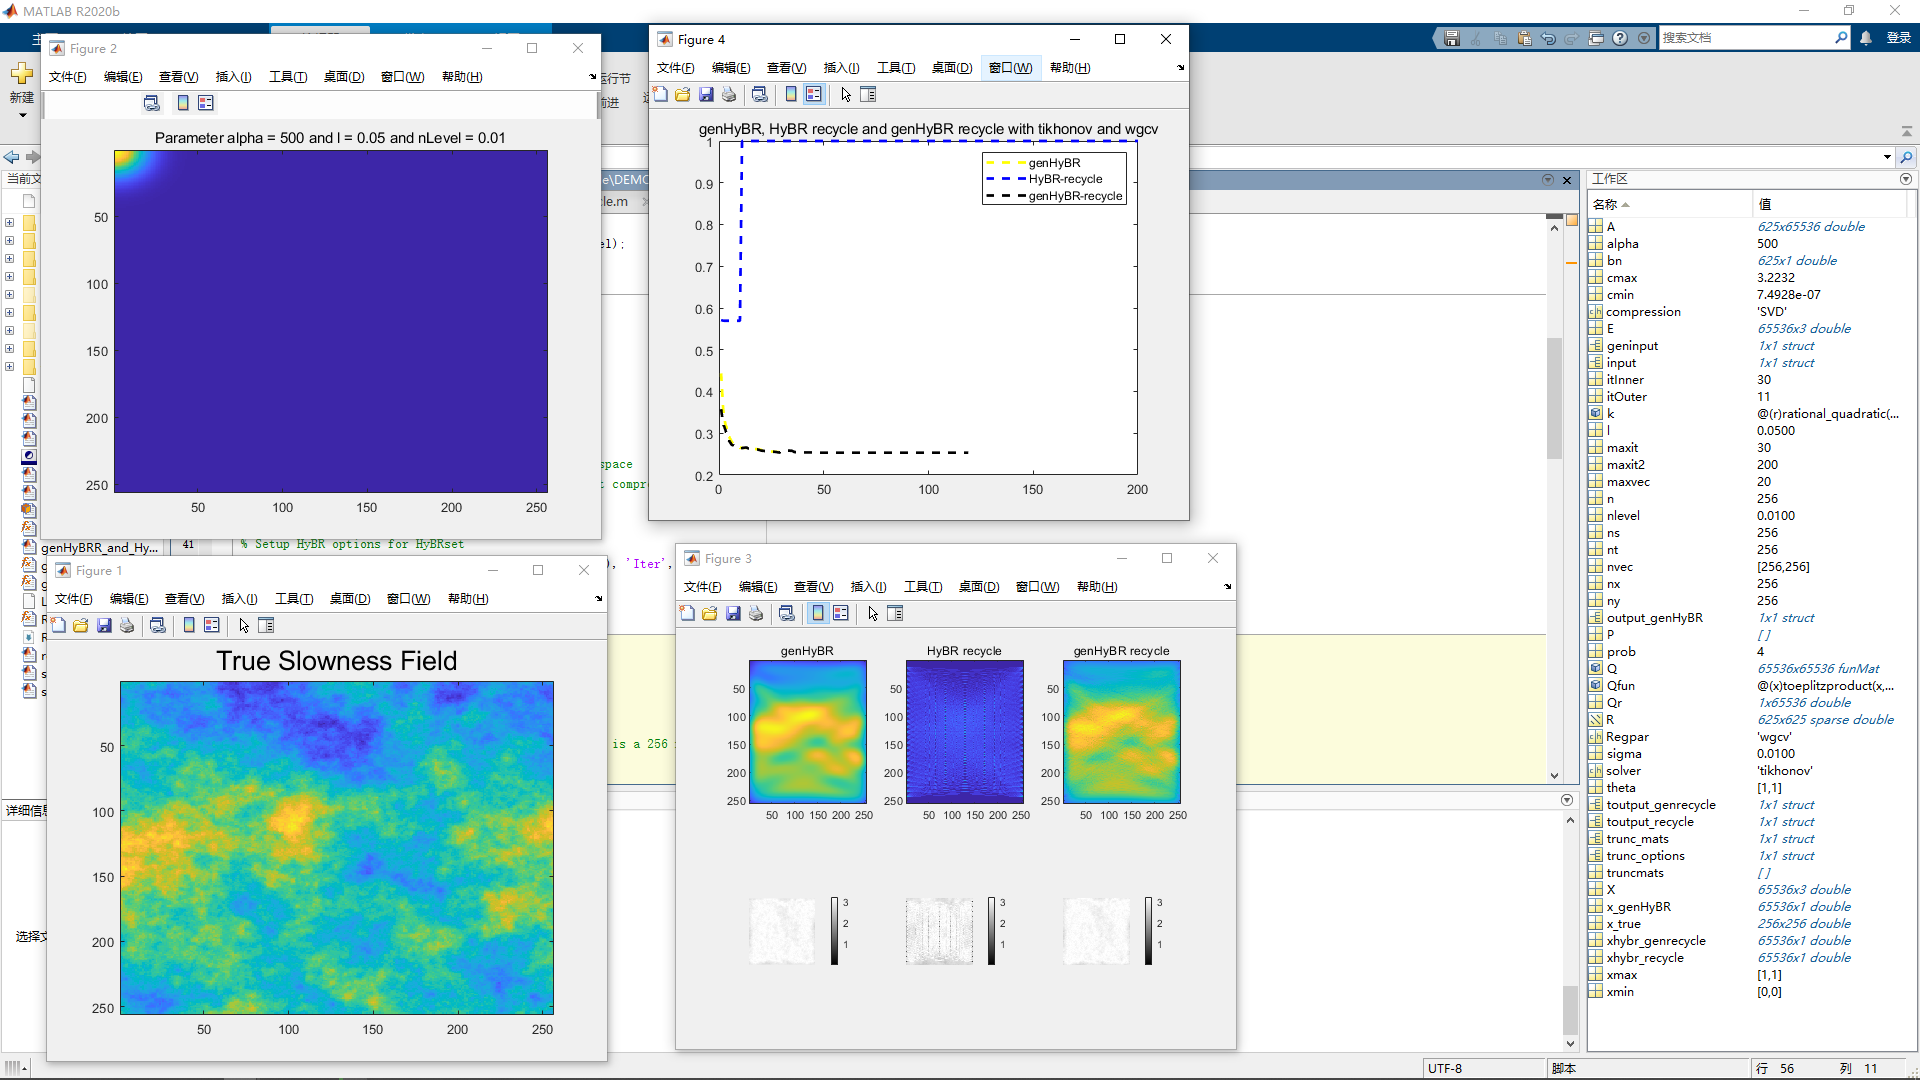 MATLAB R2020b
搜索文档
登录
新建
运行节
前进
当前文
e\DEMO
le.m
el);
space
t compre
41
% Setup HyBR options for HyBRset
), 'Iter',
is a 256
genHyBRR_and_Hy...
详细信息
选择文
Figure 2
文件(F) 编辑(E) 查看(V) 插入(I) 工具(T) 桌面(D) 窗口(W) 帮助(H)
Parameter alpha = 500 and l = 0.05 and nLevel = 0.01
50
100
150
200
250
50 100 150 200 250
Figure 4
文件(F) 编辑(E) 查看(V) 插入(I) 工具(T) 桌面(D) 窗口(W) 帮助(H)
genHyBR, HyBR recycle and genHyBR recycle with tikhonov and wgcv
1
0.9
0.8
0.7
0.6
0.5
0.4
0.3
0.2
0 50 100 150 200
genHyBR
HyBR-recycle
genHyBR-recycle
Figure 1
文件(F) 编辑(E) 查看(V) 插入(I) 工具(T) 桌面(D) 窗口(W) 帮助(H)
True Slowness Field
50
100
150
200
250
50 100 150 200 250
Figure 3
文件(F) 编辑(E) 查看(V) 插入(I) 工具(T) 桌面(D) 窗口(W) 帮助(H)
genHyBR HyBR recycle genHyBR recycle
50 50 50
100 100 100
150 150 150
200 200 200
250 250 250
50 100 150 200 250 50 100 150 200 250 50 100 150 200 250
3 3 3
2 2 2
1 1 1
工作区
名称 值
A 625x65536 double
alpha 500
bn 625x1 double
cmax 3.2232
cmin 7.4928e-07
compression 'SVD'
E 65536x3 double
geninput 1x1 struct
input 1x1 struct
itInner 30
itOuter 11
k @(r)rational_quadratic(...
l 0.0500
maxit 30
maxit2 200
maxvec 20
n 256
nlevel 0.0100
ns 256
nt 256
nvec [256,256]
nx 256
ny 256
output_genHyBR 1x1 struct
P [ ]
prob 4
Q 65536x65536 funMat
Qfun @(x)toeplitzproduct(x,...
Qr 1x65536 double
R 625x625 sparse double
Regpar 'wgcv'
sigma 0.0100
solver 'tikhonov'
theta [1,1]
toutput_genrecycle 1x1 struct
toutput_recycle 1x1 struct
trunc_mats 1x1 struct
trunc_options 1x1 struct
truncmats [ ]
X 65536x3 double
x_genHyBR 65536x1 double
x_true 256x256 double
xhybr_genrecycle 65536x1 double
xhybr_recycle 65536x1 double
xmax [1,1]
xmin [0,0]
UTF-8 脚本 行 56 列 11